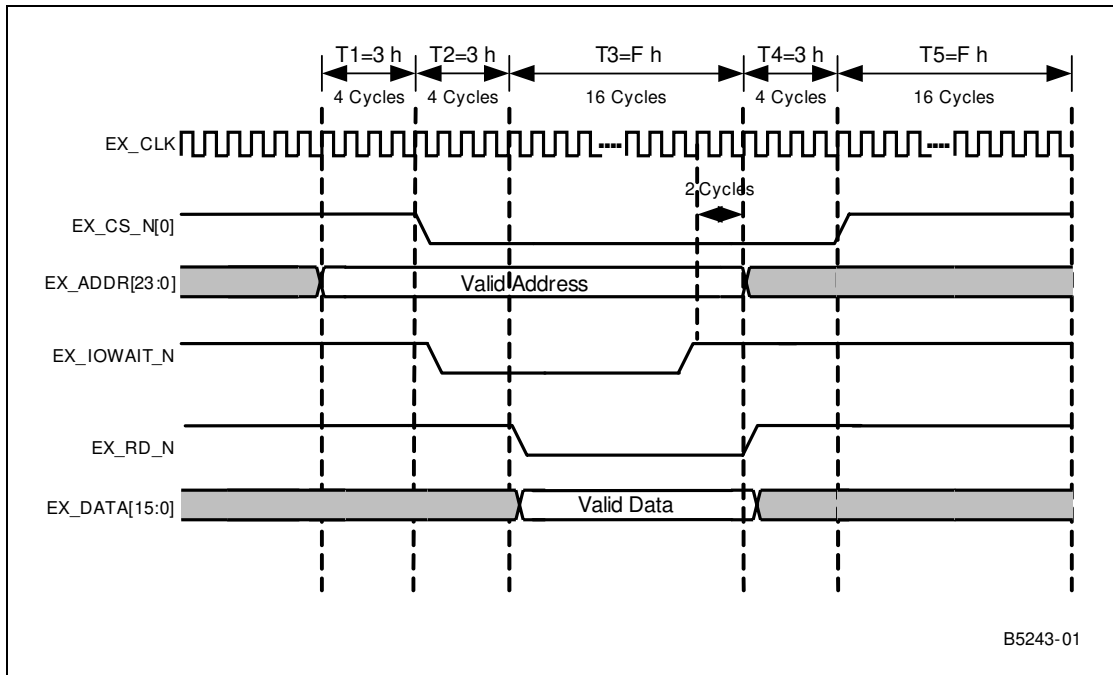 T1=3 h T2=3 h T3=F h T4=3 h T5=F h
4 Cycles 4 Cycles 16 Cycles 4 Cycles 16 Cycles
EX_CLK
2 Cycles
EX_CS_N[0]
EX_ADDR[23:0] Valid Address
EX_IOWAIT_N
EX_RD_N
EX_DATA[15:0] Valid Data
B5243-01